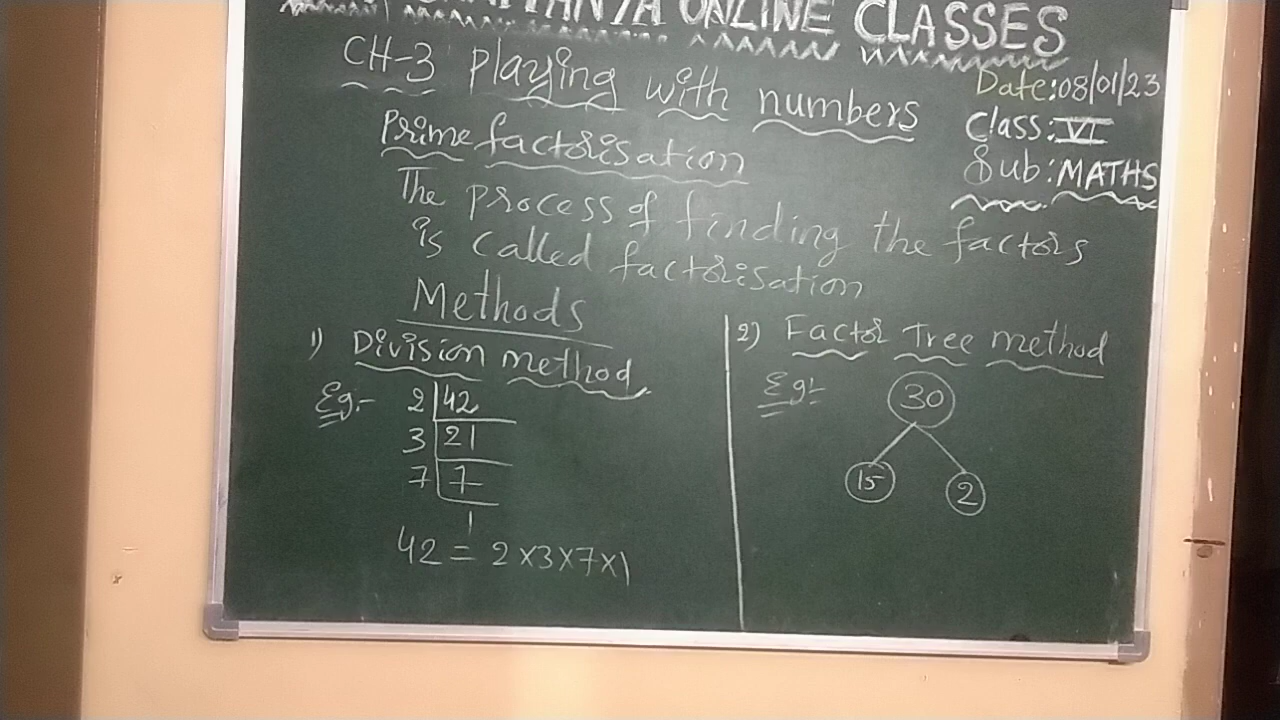 ONLINE CLASSES
CH-3 Playing with numbers
Date:08/01/23
Class:VI
Sub:MATHS
Prime factorisation
The process of finding the factors
is called factorisation
Methods
1) Division method
Eg:- 2 42
3 21
7 7
1
42 = 2×3×7×1
2) Factor Tree method
Eg:-
30
15 2